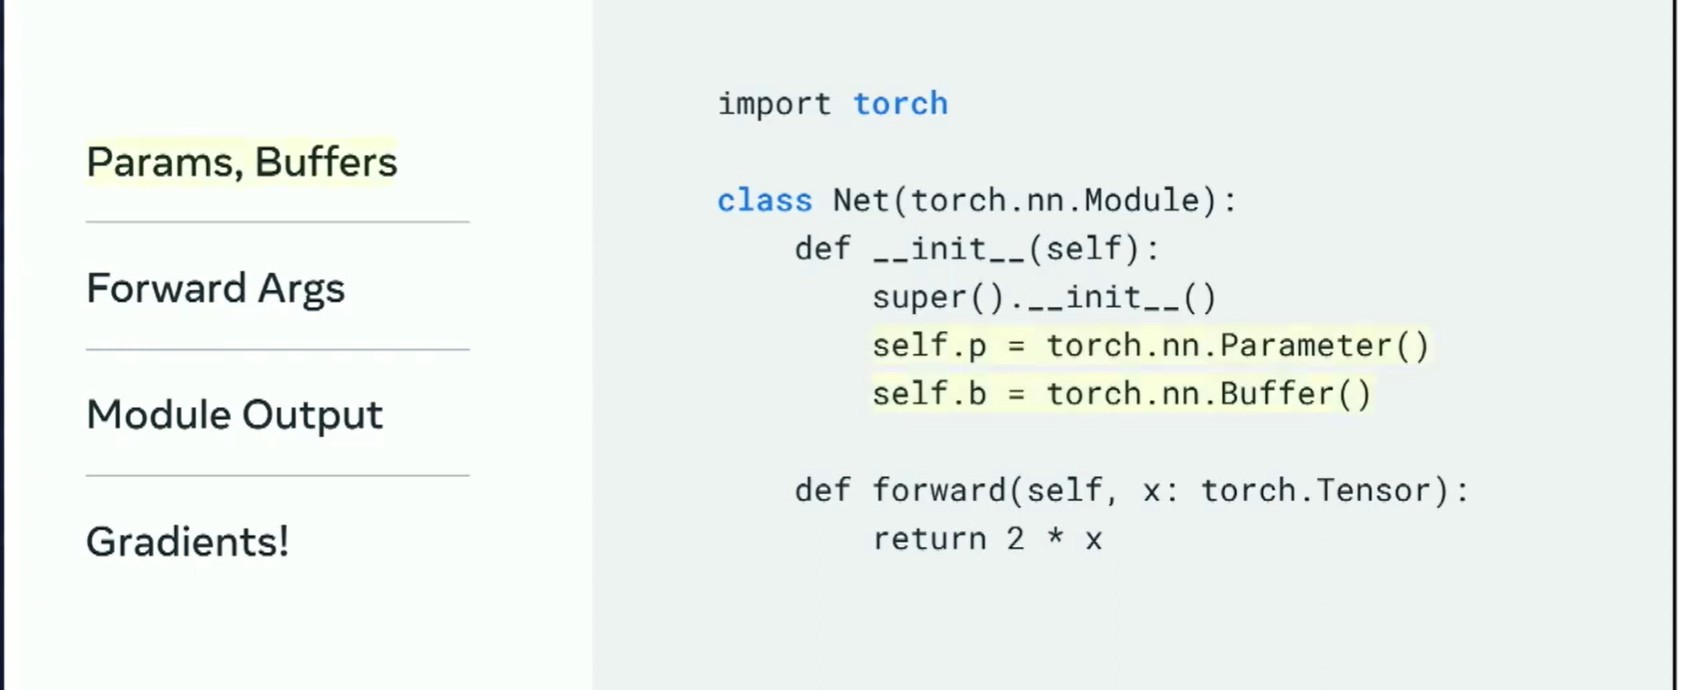 Params, Buffers
Forward Args
Module Output
Gradients!
import torch
class Net(torch.nn.Module):
    def __init__(self):
        super().__init__()
        self.p = torch.nn.Parameter()
        self.b = torch.nn.Buffer()
    def forward(self, x: torch.Tensor):
        return 2 * x